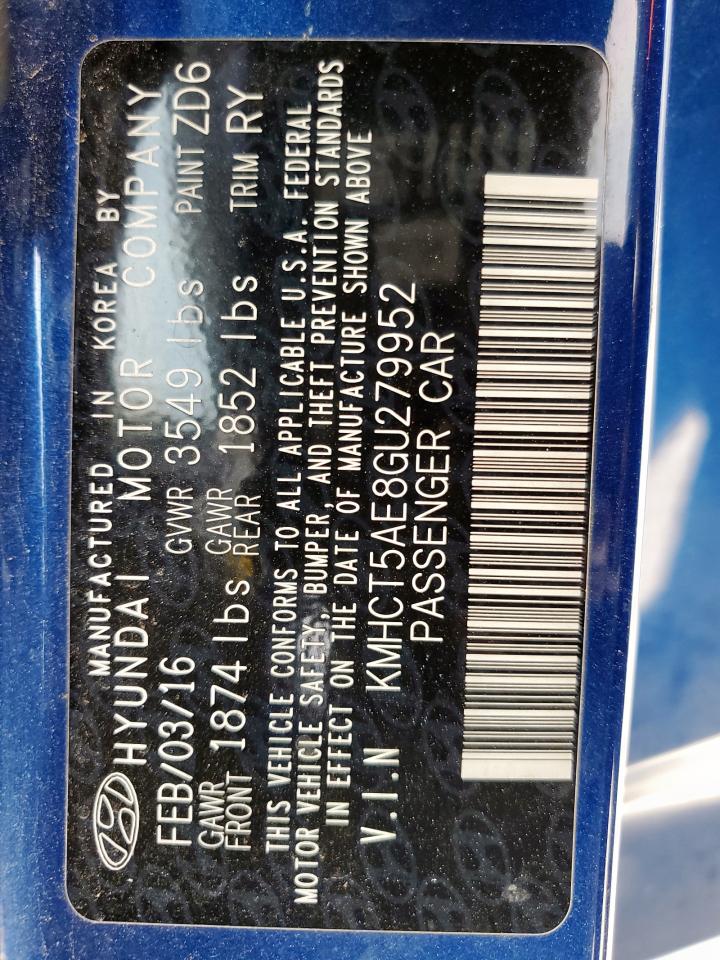 MANUFACTURED IN KOREA BY
HYUNDAI MOTOR COMPANY
FEB/03/16 GVWR 3549 lbs PAINT ZD6
GAWR FRONT 1874 lbs GAWR REAR 1852 lbs TRIM RY
THIS VEHICLE CONFORMS TO ALL APPLICABLE U.S.A. FEDERAL
MOTOR VEHICLE SAFETY, BUMPER, AND THEFT PREVENTION STANDARDS
IN EFFECT ON THE DATE OF MANUFACTURE SHOWN ABOVE
V.I.N KMHCT5AE8GU279952
PASSENGER CAR